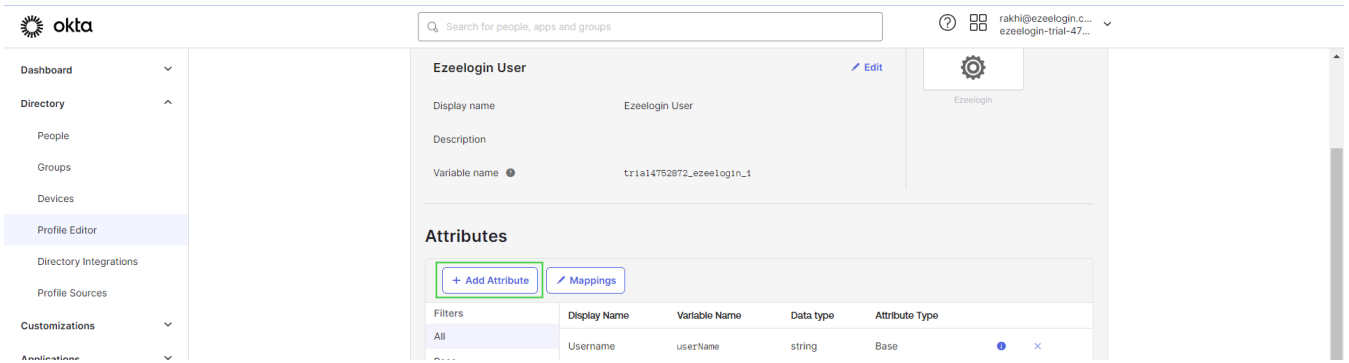 okta
Search for people, apps and groups
rakhi@ezeelogin.c...
ezeelogin-trial-47...
Dashboard
Directory
People
Groups
Devices
Profile Editor
Directory Integrations
Profile Sources
Customizations
Applications
Ezeelogin User
Edit
Display name Ezeelogin User
Description
Variable name trial4752872_ezeelogin_1
Ezeelogin
Attributes
+ Add Attribute Mappings
Filters
All
Base
Display Name Variable Name Data type Attribute Type
Username userName string Base